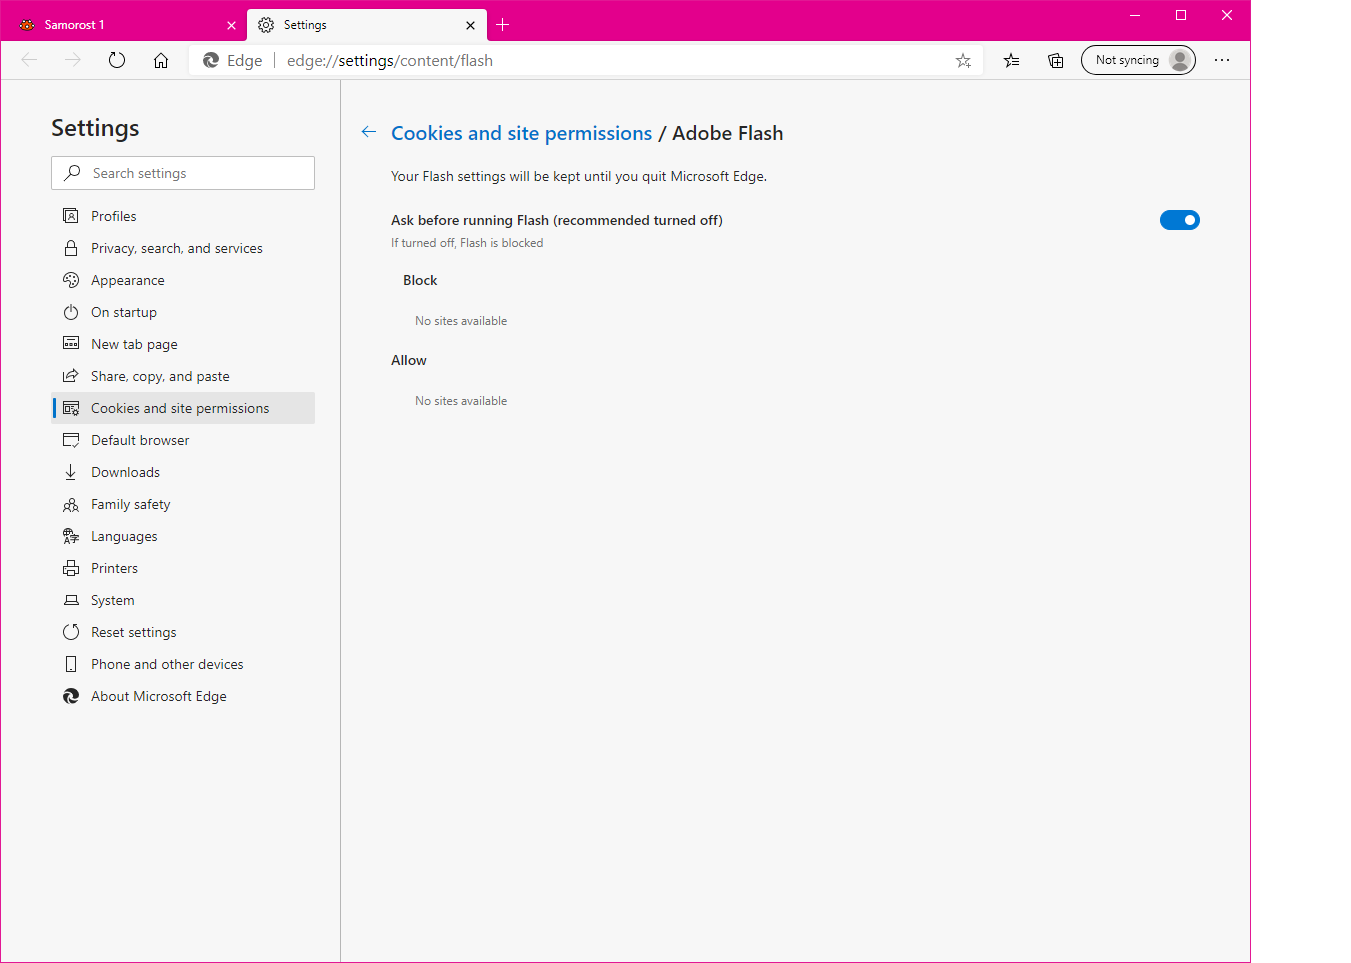 Samorost 1
Settings
Edge
edge://settings/content/flash
Not syncing
Settings
Search settings
Profiles
Privacy, search, and services
Appearance
On startup
New tab page
Share, copy, and paste
Cookies and site permissions
Default browser
Downloads
Family safety
Languages
Printers
System
Reset settings
Phone and other devices
About Microsoft Edge
Cookies and site permissions / Adobe Flash
Your Flash settings will be kept until you quit Microsoft Edge.
Ask before running Flash (recommended turned off)
If turned off, Flash is blocked
Block
No sites available
Allow
No sites available